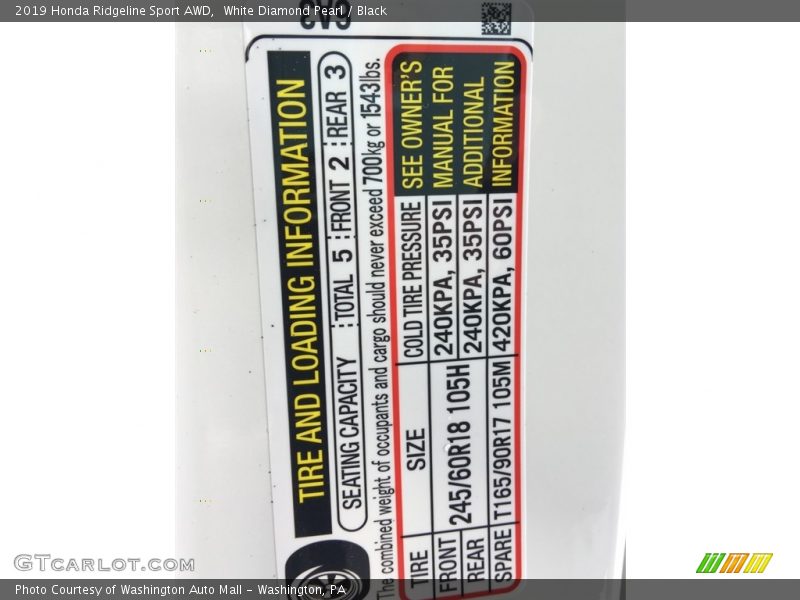 2019 Honda Ridgeline Sport AWD,  White Diamond Pearl / Black
TIRE AND LOADING INFORMATION
SEATING CAPACITY TOTAL 5 FRONT 2 REAR 3
The combined weight of occupants and cargo should never exceed 700kg or 1543lbs.
TIRE SIZE COLD TIRE PRESSURE
FRONT 245/60R18 105H 240KPA, 35PSI
REAR 240KPA, 35PSI
SPARE T165/90R17 105M 420KPA, 60PSI
SEE OWNER'S
MANUAL FOR
ADDITIONAL
INFORMATION
GTCARLOT.COM
Photo Courtesy of Washington Auto Mall - Washington, PA